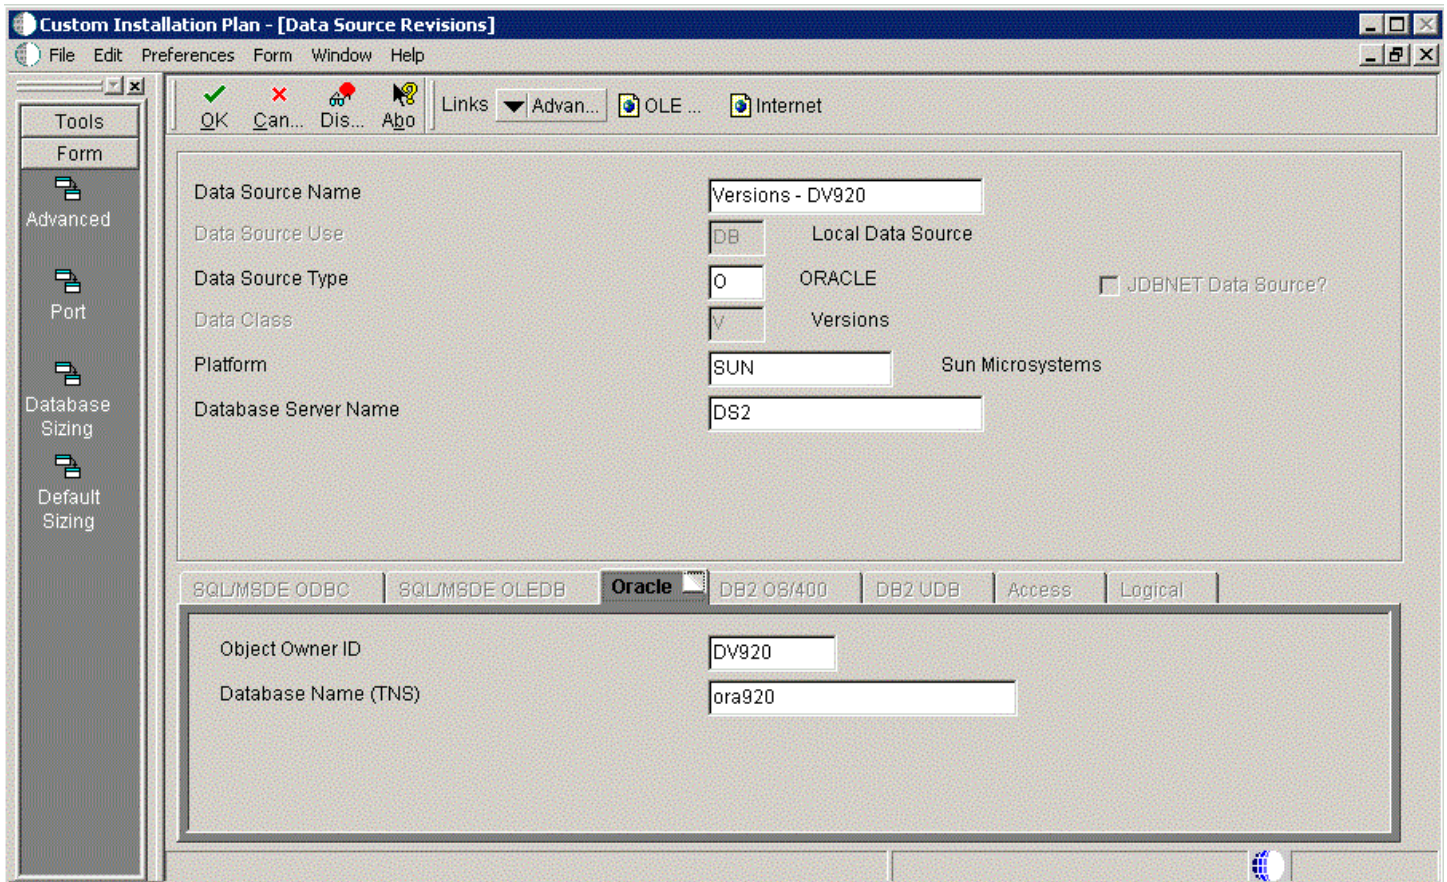 Custom Installation Plan - [Data Source Revisions]
File Edit Preferences Form Window Help
Tools
Form
Advanced
Port
Database
Sizing
Default
Sizing
OK Can... Dis... Abo
Links Advan... OLE ... Internet
Data Source Name Versions - DV920
Data Source Use DB Local Data Source
Data Source Type O ORACLE JDBNET Data Source?
Data Class V Versions
Platform SUN Sun Microsystems
Database Server Name DS2
SQL/MSDE ODBC SQL/MSDE OLEDB Oracle DB2 OS/400 DB2 UDB Access Logical
Object Owner ID DV920
Database Name (TNS) ora920